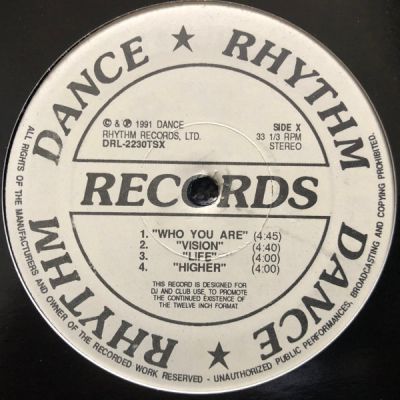 DANCE ★ RHYTHM
© & ℗ 1991 DANCE
RHYTHM RECORDS, LTD.
DRL-2230TSX
SIDE X
33 1/3 RPM
STEREO
RECORDS
1. "WHO YOU ARE" (4:45)
2. "VISION" (4:40)
3. "LIFE" (4:00)
4. "HIGHER" (4:00)
THIS RECORD IS DESIGNED FOR
DJ AND CLUB USE, TO PROMOTE
THE CONTINUED EXISTENCE OF
THE TWELVE INCH FORMAT
RHYTHM ★ DANCE
ALL RIGHTS OF THE MANUFACTURERS AND OWNER OF THE RECORDED WORK RESERVED - UNAUTHORIZED PUBLIC PERFORMANCES, BROADCASTING AND COPYING PROHIBITED.